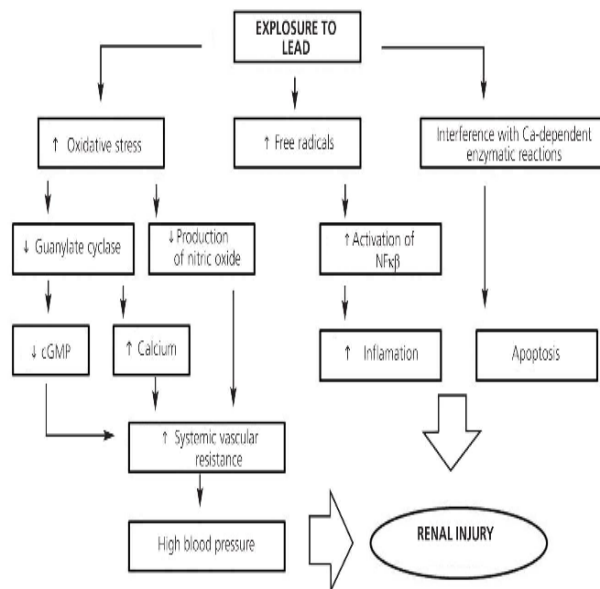 EXPOSURE TO
LEAD
↑ Oxidative stress
↑ Free radicals
Interference with Ca-dependent
enzymatic reactions
↓ Guanylate cyclase
↓ Production
of nitric oxide
↑ Activation of
NFκβ
↓ cGMP
↑ Calcium
↑ Inflamation
Apoptosis
↑ Systemic vascular
resistance
High blood pressure
RENAL INJURY